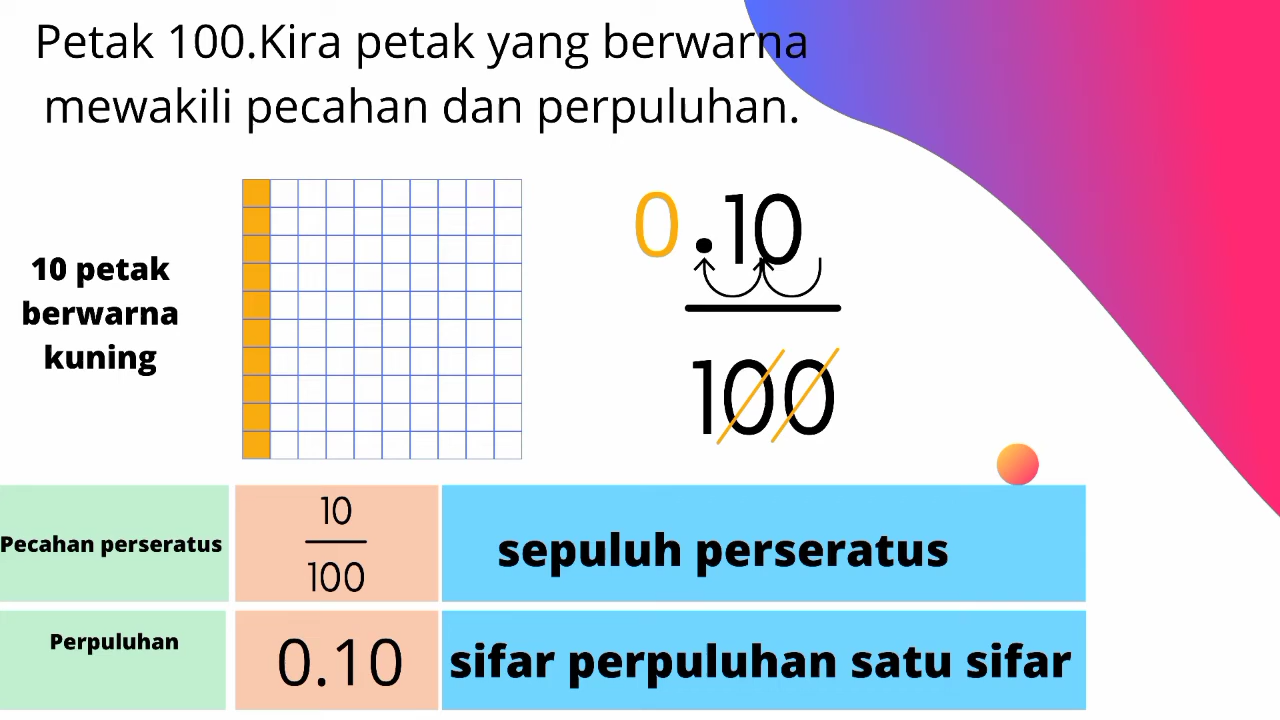 Petak 100.Kira petak yang berwarna
mewakili pecahan dan perpuluhan.
10 petak
berwarna
kuning
0.10
100
Pecahan perseratus
10
100
sepuluh perseratus
Perpuluhan
0.10
sifar perpuluhan satu sifar